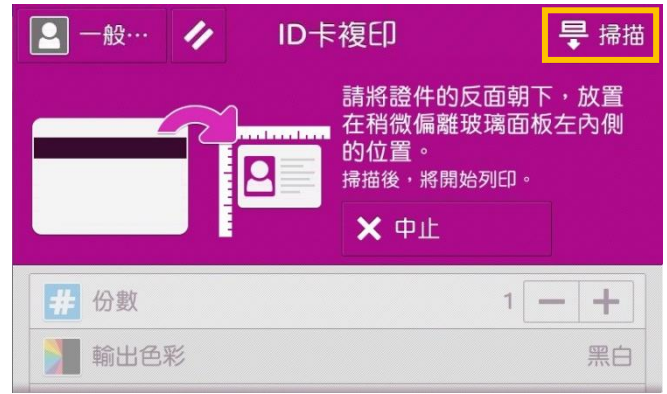 一般…
ID卡複印
掃描
請將證件的反面朝下，放置
在稍微偏離玻璃面板左內側
的位置。
掃描後，將開始列印。
中止
份數
1
輸出色彩
黑白